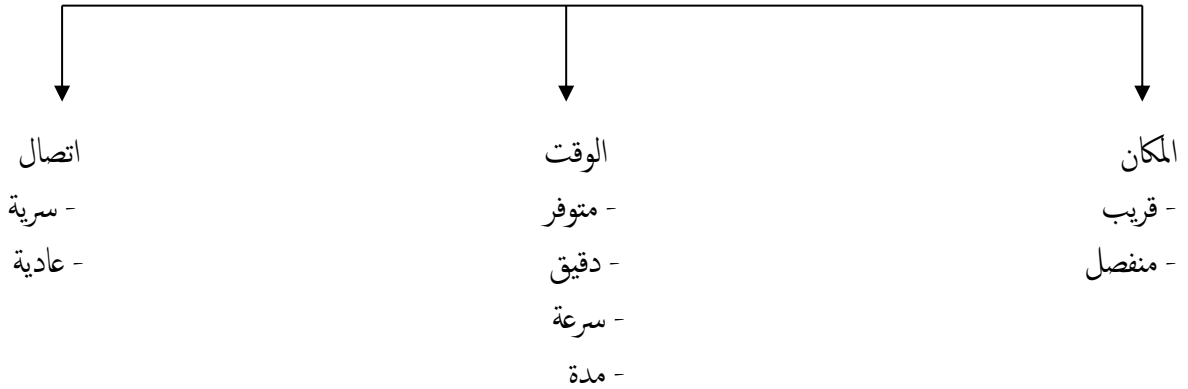 المكان
- قريب
- منفصل
الوقت
- متوفر
- دقيق
- سرعة
- مدة
اتصال
- سرية
- عادية